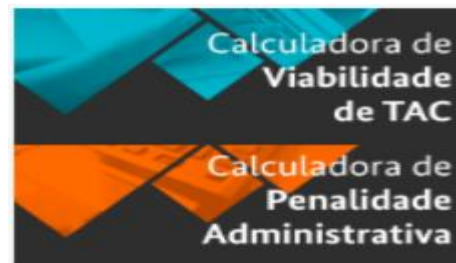 Calculadora de
Viabilidade
de TAC
Calculadora de
Penalidade
Administrativa